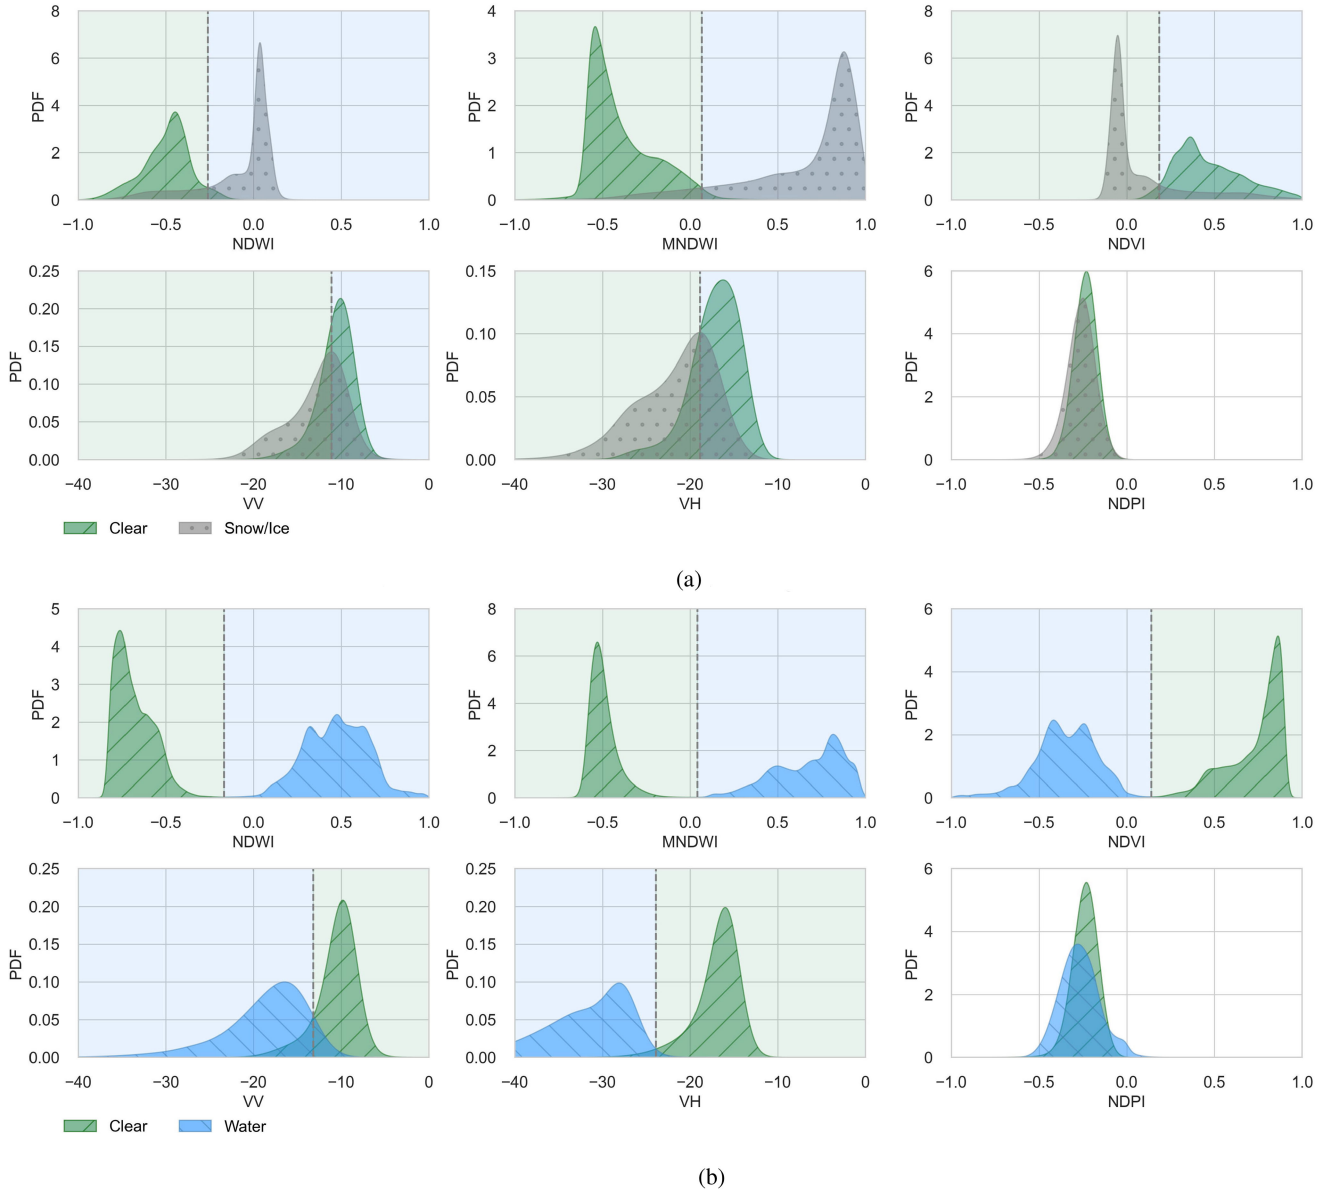 8 6 4 2 0 PDF −1.0 −0.5 0.0 0.5 1.0 NDWI
4 3 2 1 0 PDF −1.0 −0.5 0.0 0.5 1.0 MNDWI
8 6 4 2 0 PDF −1.0 −0.5 0.0 0.5 1.0 NDVI
0.25 0.20 0.15 0.10 0.05 0.00 PDF −40 −30 −20 −10 0 VV
0.15 0.10 0.05 0.00 PDF −40 −30 −20 −10 0 VH
6 4 2 0 PDF −1.0 −0.5 0.0 0.5 1.0 NDPI
Clear Snow/Ice
(a)
5 4 3 2 1 0 PDF −1.0 −0.5 0.0 0.5 1.0 NDWI
8 6 4 2 0 PDF −1.0 −0.5 0.0 0.5 1.0 MNDWI
6 4 2 0 PDF −1.0 −0.5 0.0 0.5 1.0 NDVI
0.25 0.20 0.15 0.10 0.05 0.00 PDF −40 −30 −20 −10 0 VV
0.25 0.20 0.15 0.10 0.05 0.00 PDF −40 −30 −20 −10 0 VH
6 4 2 0 PDF −1.0 −0.5 0.0 0.5 1.0 NDPI
Clear Water
(b)